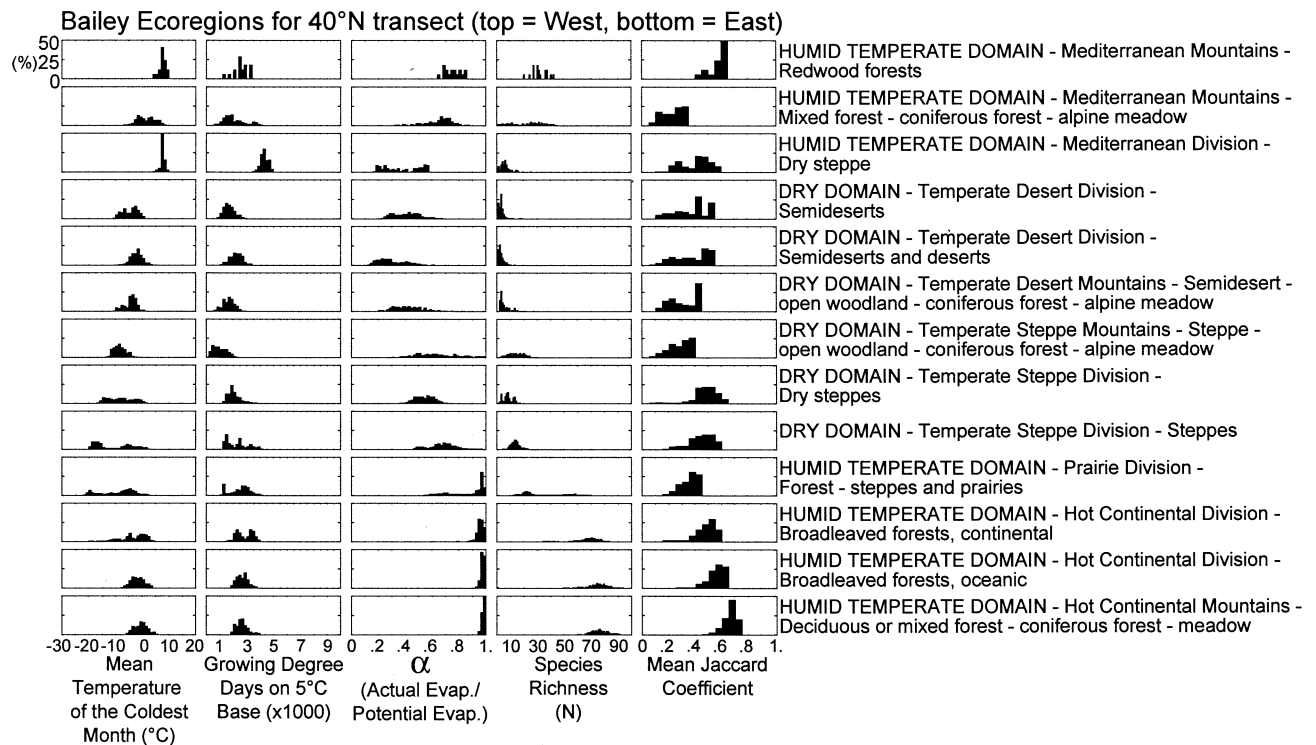 Bailey Ecoregions for 40°N transect (top = West, bottom = East)
50
(%)25
0
HUMID TEMPERATE DOMAIN - Mediterranean Mountains -
Redwood forests
HUMID TEMPERATE DOMAIN - Mediterranean Mountains -
Mixed forest - coniferous forest - alpine meadow
HUMID TEMPERATE DOMAIN - Mediterranean Division -
Dry steppe
DRY DOMAIN - Temperate Desert Division -
Semideserts
DRY DOMAIN - Temperate Desert Division -
Semideserts and deserts
DRY DOMAIN - Temperate Desert Mountains - Semidesert -
open woodland - coniferous forest - alpine meadow
DRY DOMAIN - Temperate Steppe Mountains - Steppe -
open woodland - coniferous forest - alpine meadow
DRY DOMAIN - Temperate Steppe Division -
Dry steppes
DRY DOMAIN - Temperate Steppe Division - Steppes
HUMID TEMPERATE DOMAIN - Prairie Division -
Forest - steppes and prairies
HUMID TEMPERATE DOMAIN - Hot Continental Division -
Broadleaved forests, continental
HUMID TEMPERATE DOMAIN - Hot Continental Division -
Broadleaved forests, oceanic
HUMID TEMPERATE DOMAIN - Hot Continental Mountains -
Deciduous or mixed forest - coniferous forest - meadow
-30 -20 -10 0 10 20 1 3 5 7 9 0 .2 .4 .6 .8 1. 10 30 50 70 90 0 .2 .4 .6 .8 1.
Mean
Temperature
of the Coldest
Month (°C)
Growing Degree
Days on 5°C
Base (x1000)
α
(Actual Evap./
Potential Evap.)
Species
Richness
(N)
Mean Jaccard
Coefficient